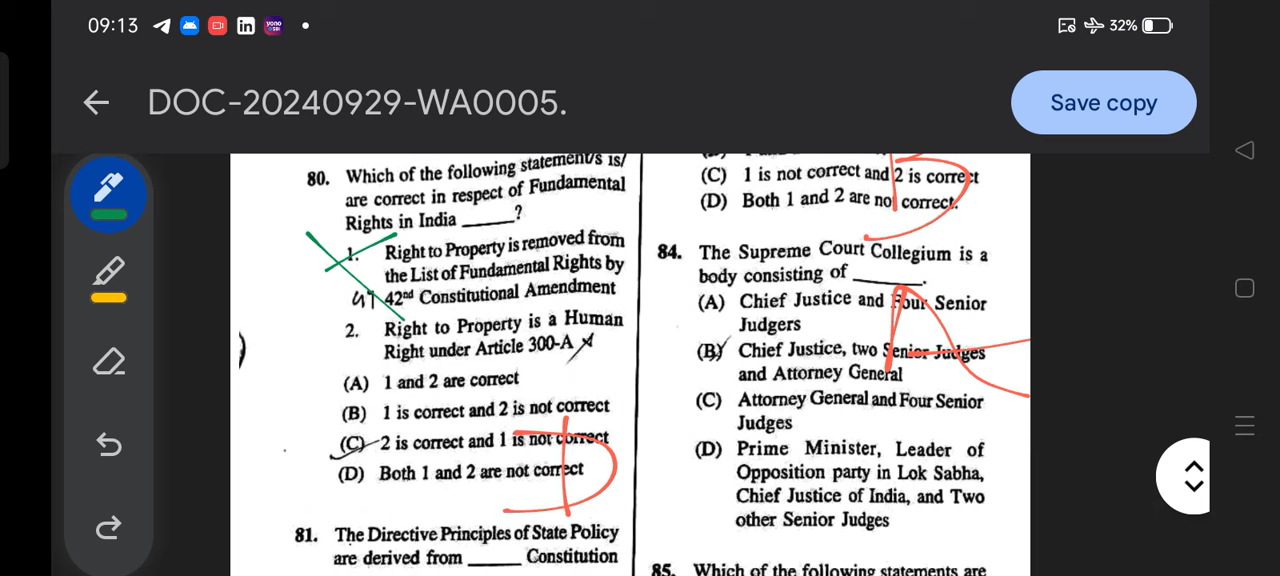 09:13
yono
SBI
32%
DOC-20240929-WA0005.
Save copy
80. Which of the following statement/s is/
are correct in respect of Fundamental
Rights in India _____?
1. Right to Property is removed from
the List of Fundamental Rights by
42nd Constitutional Amendment
2. Right to Property is a Human
Right under Article 300-A
(A) 1 and 2 are correct
(B) 1 is correct and 2 is not correct
(C) 2 is correct and 1 is not correct
(D) Both 1 and 2 are not correct
D
81. The Directive Principles of State Policy
are derived from _____ Constitution
(C) 1 is not correct and 2 is correct
(D) Both 1 and 2 are not correct.
84. The Supreme Court Collegium is a
body consisting of _____.
(A) Chief Justice and Four Senior
Judgers
(B) Chief Justice, two Senior Judges
and Attorney General
(C) Attorney General and Four Senior
Judges
(D) Prime Minister, Leader of
Opposition party in Lok Sabha,
Chief Justice of India, and Two
other Senior Judges
A
85. Which of the following statements are